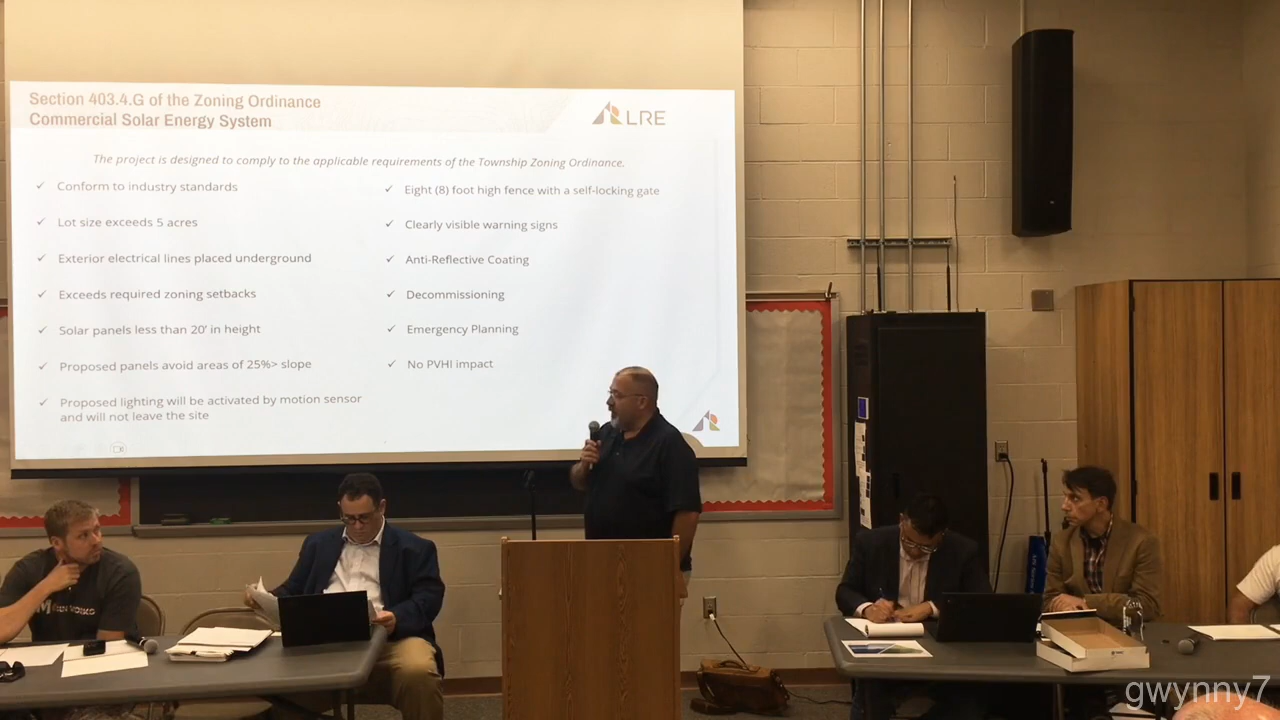 Section 403.4.G of the Zoning Ordinance
Commercial Solar Energy System
LRE
The project is designed to comply to the applicable requirements of the Township Zoning Ordinance.
✓ Conform to industry standards
✓ Lot size exceeds 5 acres
✓ Exterior electrical lines placed underground
✓ Exceeds required zoning setbacks
✓ Solar panels less than 20' in height
✓ Proposed panels avoid areas of 25%> slope
✓ Proposed lighting will be activated by motion sensor
and will not leave the site
✓ Eight (8) foot high fence with a self-locking gate
✓ Clearly visible warning signs
✓ Anti-Reflective Coating
✓ Decommissioning
✓ Emergency Planning
✓ No PVHI impact
gwynny7